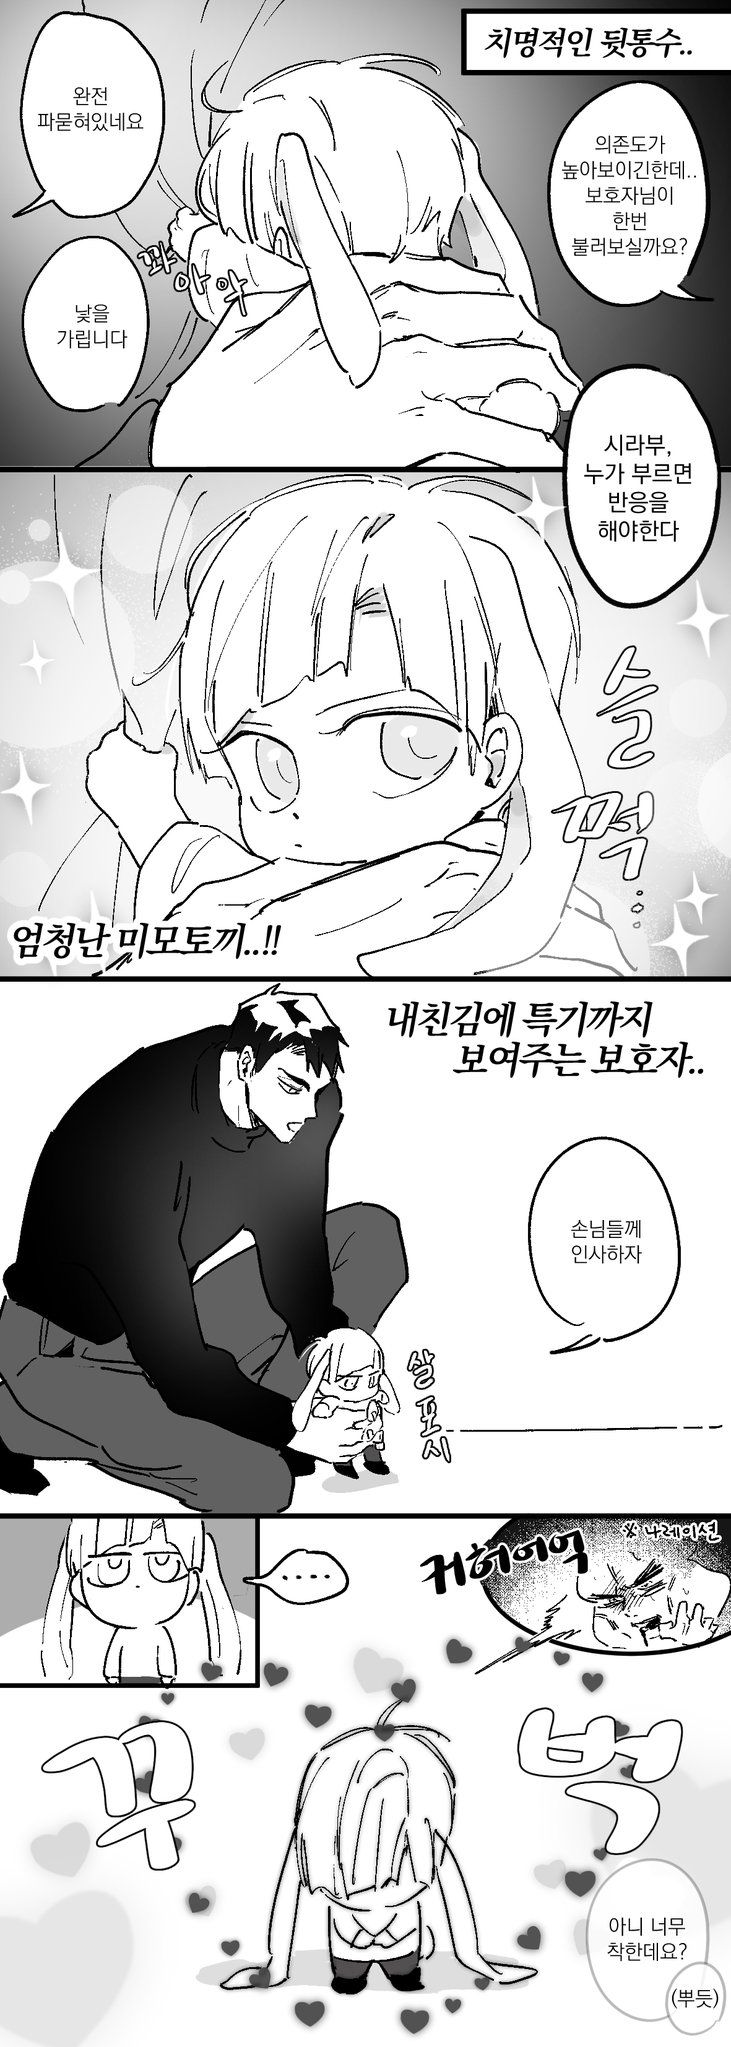 치명적인 뒷통수..
완전
파묻혀있네요
의존도가
높아보이긴한데..
보호자님이
한번
불러보실까요?
꽈아아
낯을
가립니다
시라부,
누가 부르면
반응을
해야한다
슬
쩍
엄청난 미모토끼..!!
내친김에 특기까지
보여주는 보호자..
손님들께
인사하자
살
포
시
....
※ 나레이션
커허어억
꾸
벅
아니 너무
착한데요?
(뿌듯)